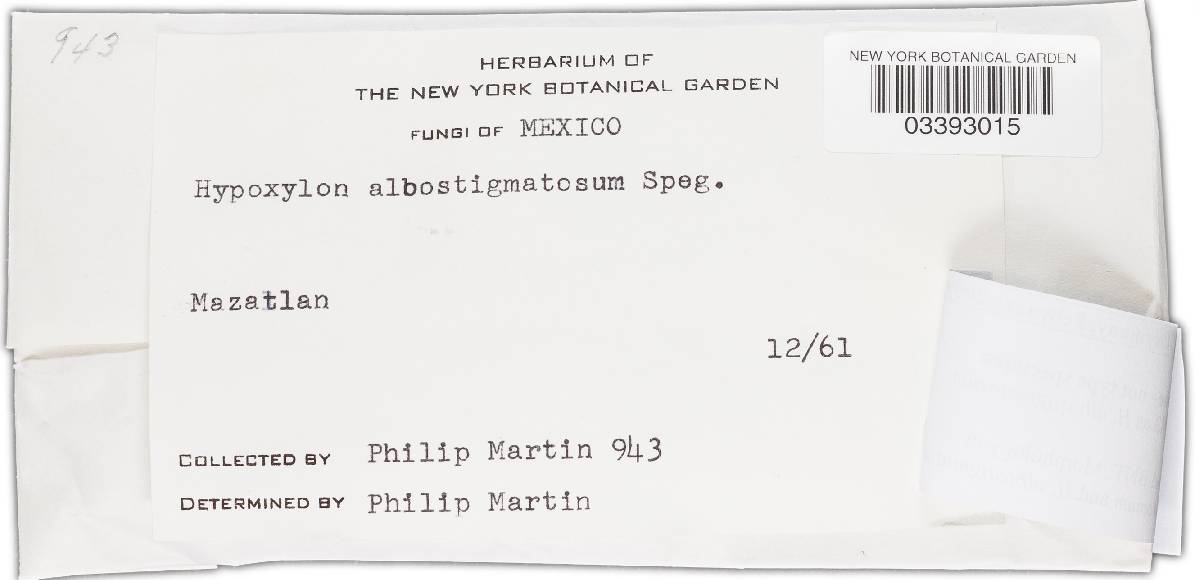 943
HERBARIUM OF
THE NEW YORK BOTANICAL GARDEN
FUNGI OF MEXICO
NEW YORK BOTANICAL GARDEN
03393015
Hypoxylon albostigmatosum Speg.
Mazatlan
12/61
COLLECTED BY Philip Martin 943
DETERMINED BY Philip Martin